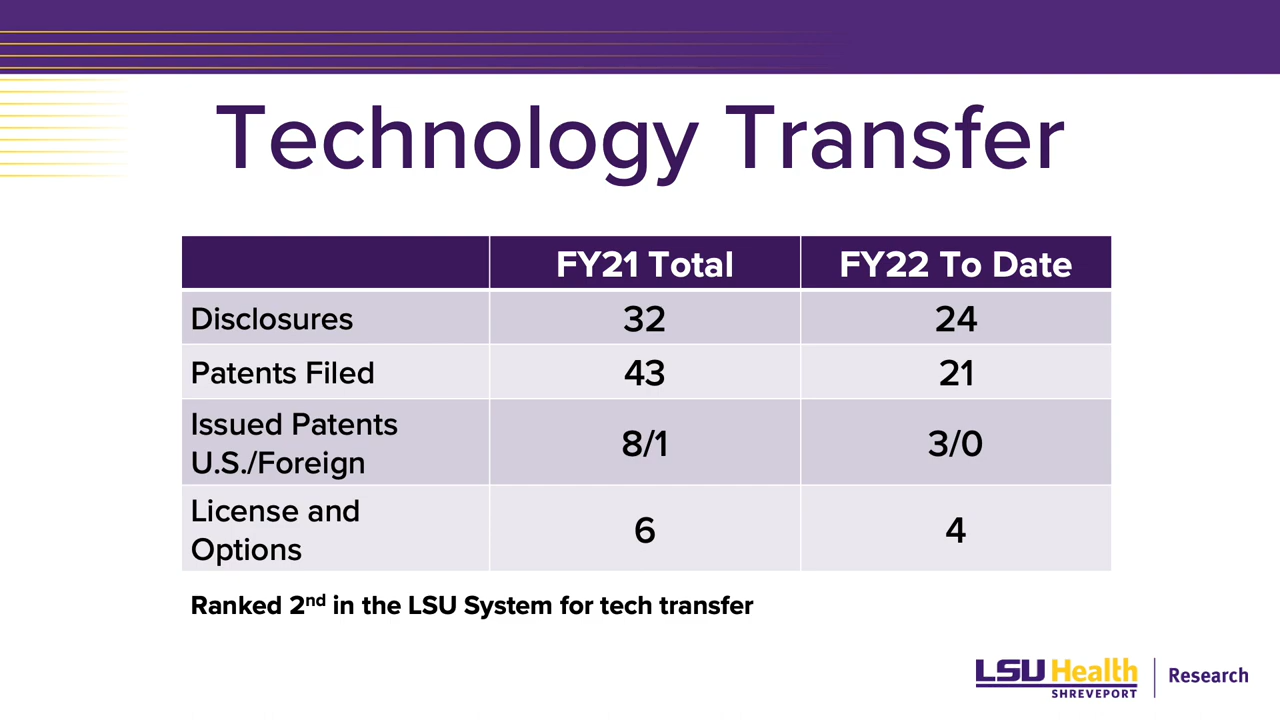 Technology Transfer
FY21 Total FY22 To Date
Disclosures 32 24
Patents Filed 43 21
Issued Patents
U.S./Foreign 8/1 3/0
License and
Options 6 4
Ranked 2nd in the LSU System for tech transfer
LSU Health Research
SHREVEPORT